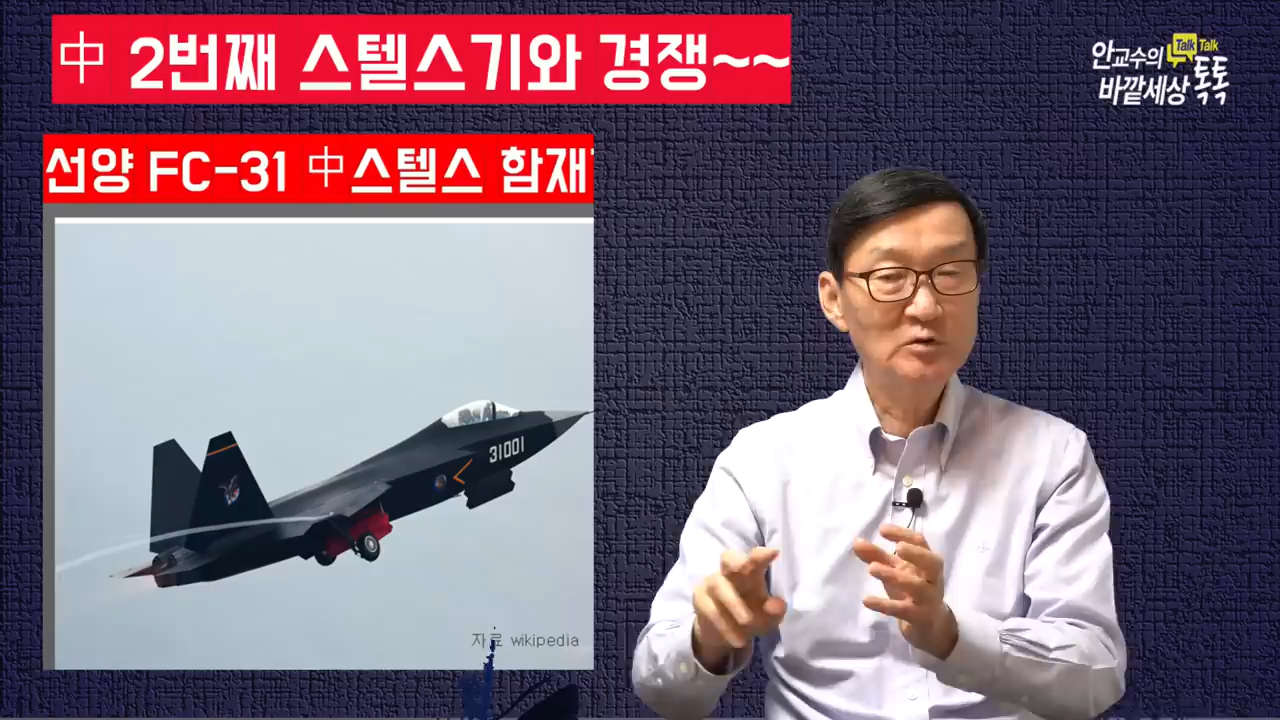 中 2번째 스텔스기와 경쟁~~
안교수의 Talk Talk
바깥세상 톡톡
선양 FC-31 中스텔스 함재
31001
자료 wikipedia